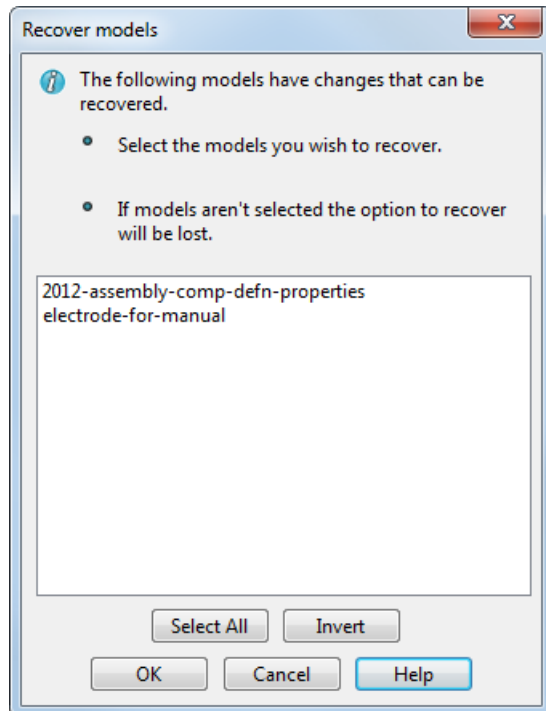 Recover models
The following models have changes that can be
recovered.
Select the models you wish to recover.
If models aren't selected the option to recover
will be lost.
2012-assembly-comp-defn-properties
electrode-for-manual
Select All
Invert
OK
Cancel
Help